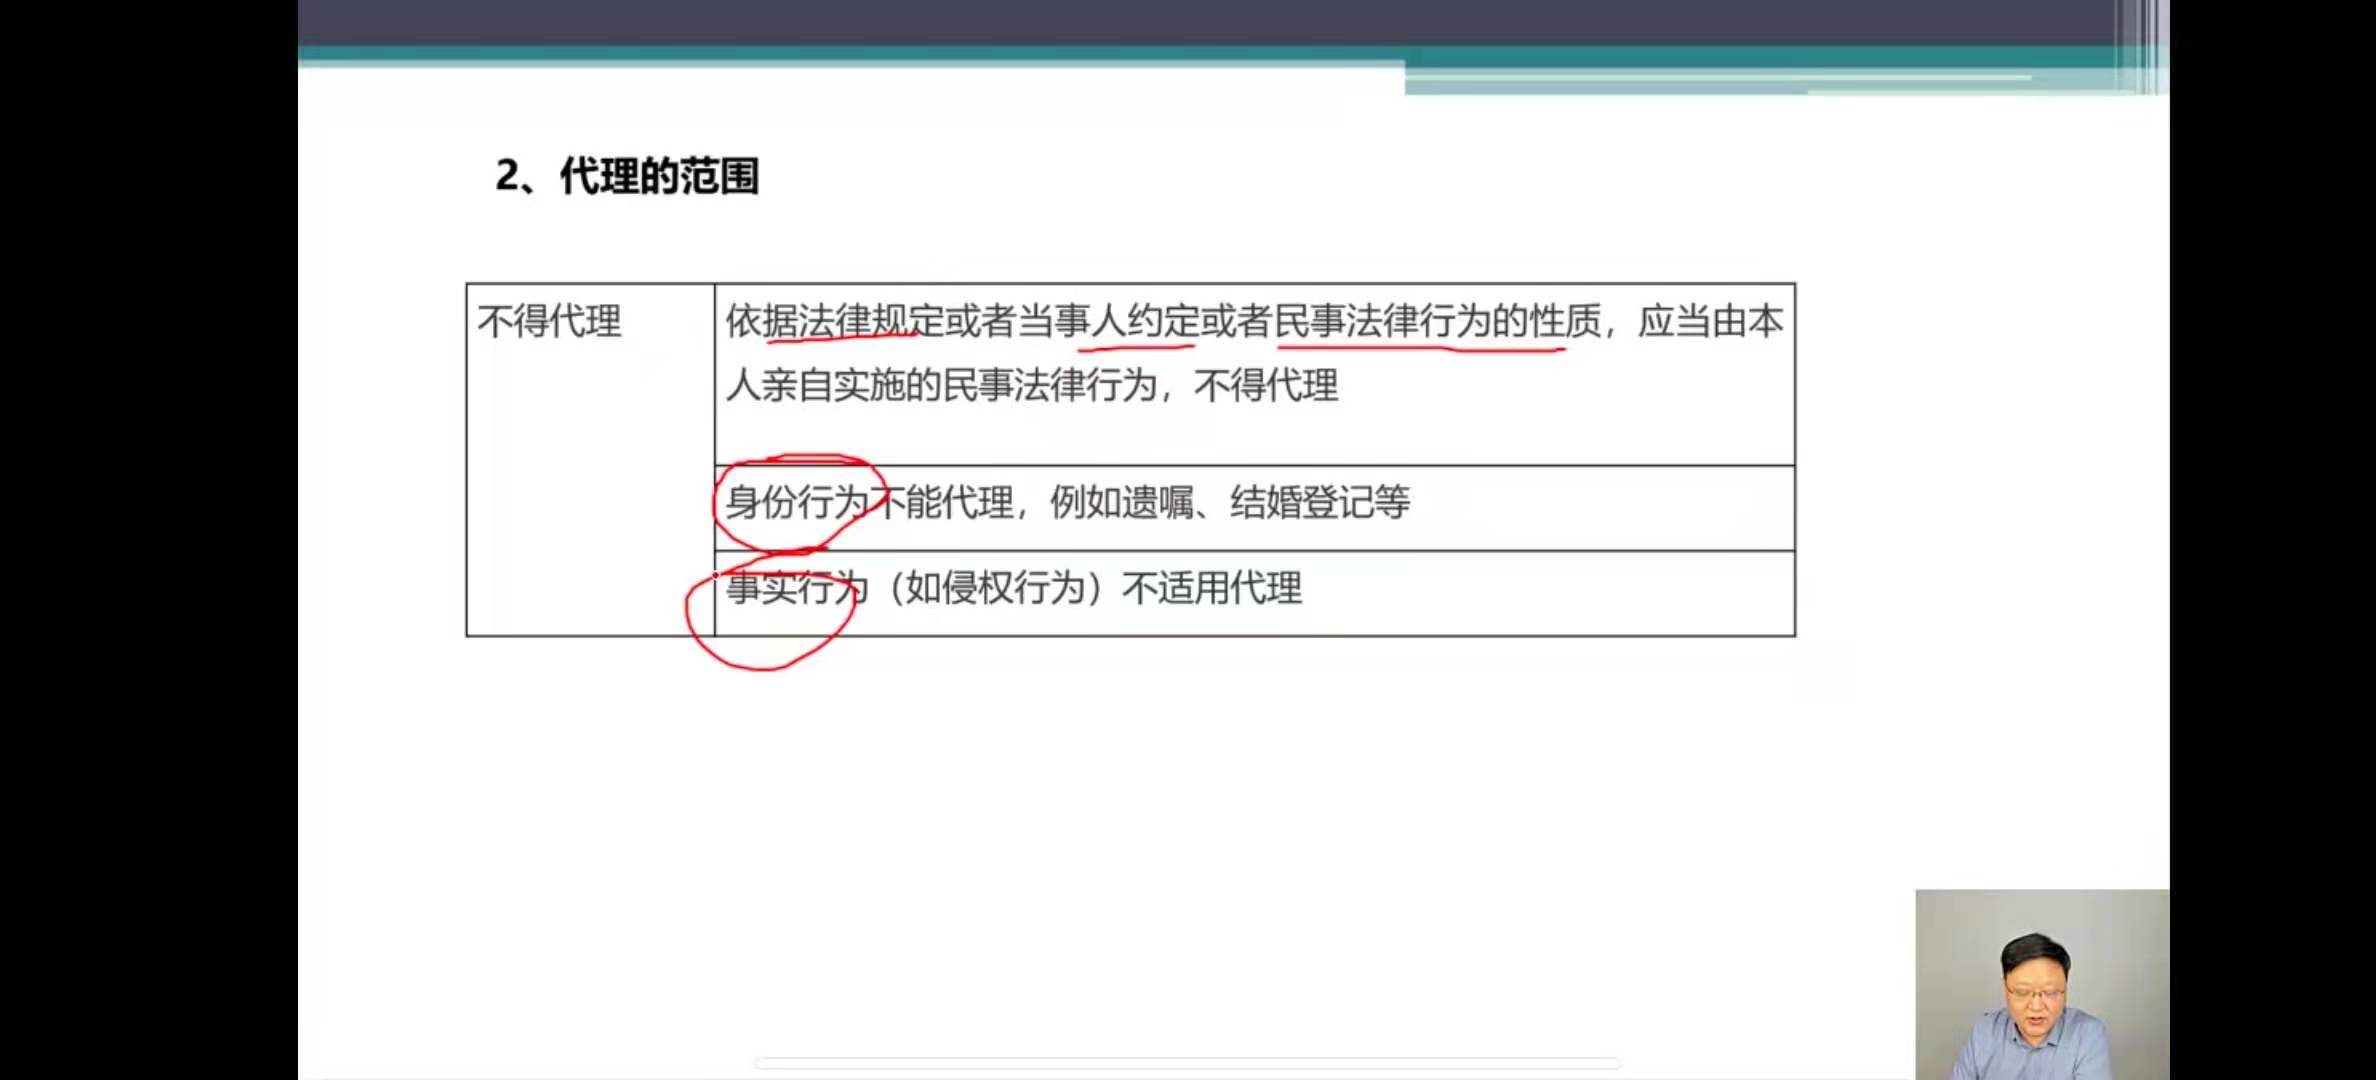 2、代理的范围
不得代理
依据法律规定或者当事人约定或者民事法律行为的性质，应当由本
人亲自实施的民事法律行为，不得代理
身份行为不能代理，例如遗嘱、结婚登记等
事实行为（如侵权行为）不适用代理